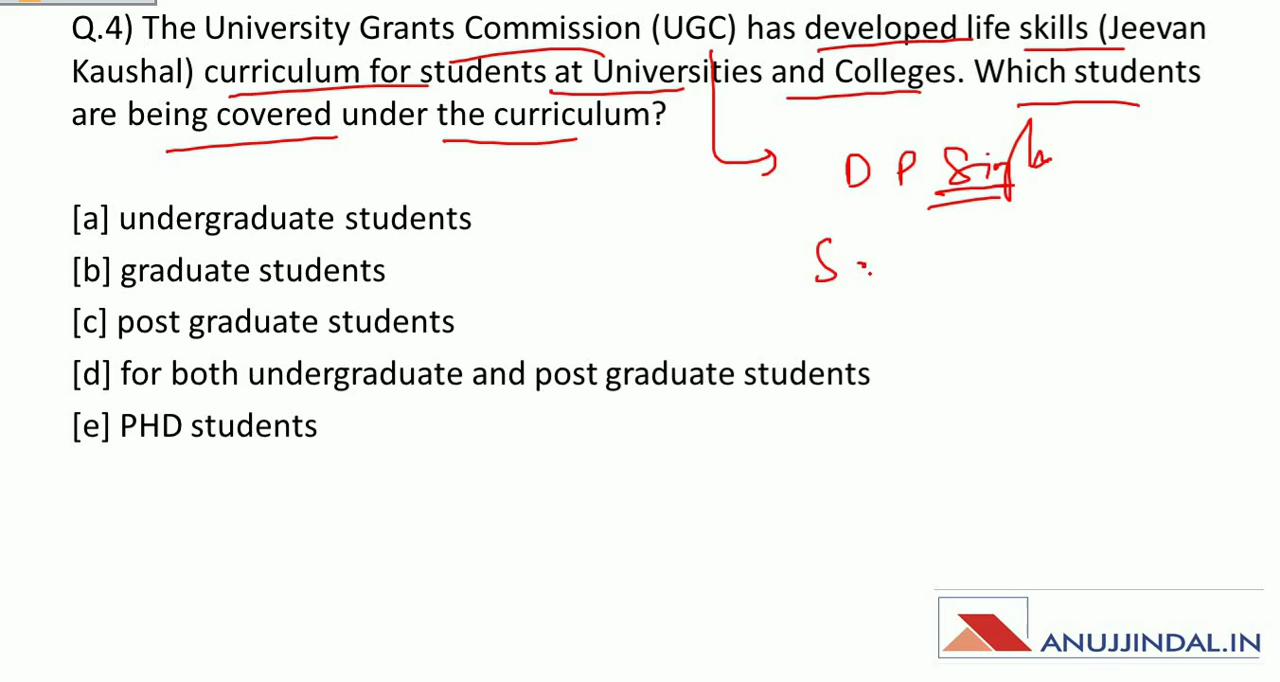 Q.4) The University Grants Commission (UGC) has developed life skills (Jeevan
Kaushal) curriculum for students at Universities and Colleges. Which students
are being covered under the curriculum?
D P
S
[a] undergraduate students
[b] graduate students
[c] post graduate students
[d] for both undergraduate and post graduate students
[e] PHD students
ANUJJINDAL.IN